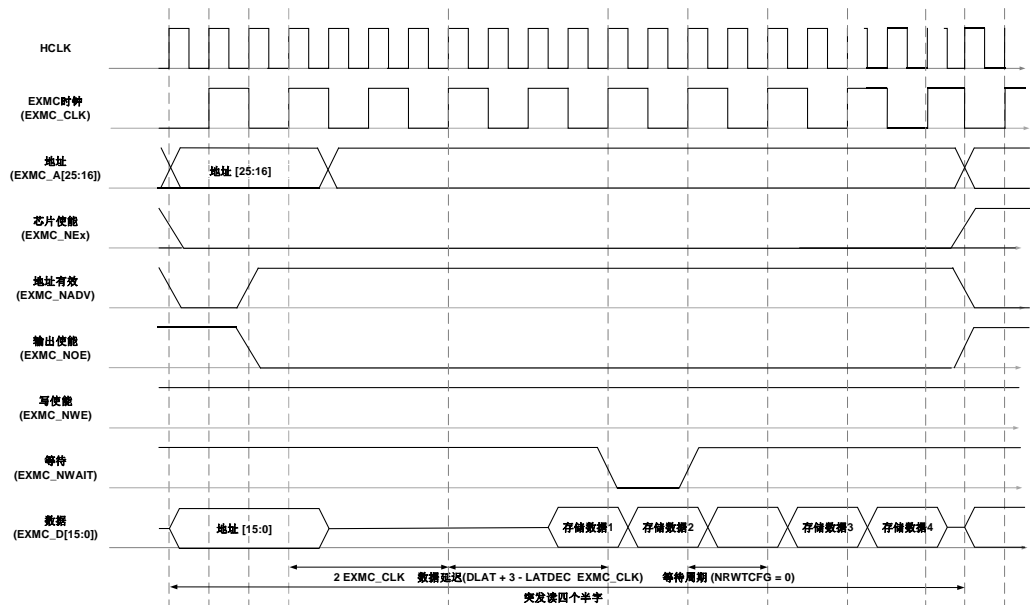 HCLK
EXMC时钟
(EXMC_CLK)
地址
(EXMC_A[25:16])
地址 [25:16]
芯片使能
(EXMC_NEx)
地址有效
(EXMC_NADV)
输出使能
(EXMC_NOE)
写使能
(EXMC_NWE)
等待
(EXMC_NWAIT)
数据
(EXMC_D[15:0])
地址 [15:0]
存储数据1
存储数据2
存储数据3
存储数据4
2 EXMC_CLK
数据延迟(DLAT + 3 - LATDEC EXMC_CLK)
等待周期 (NRWTCFG = 0)
突发读四个半字